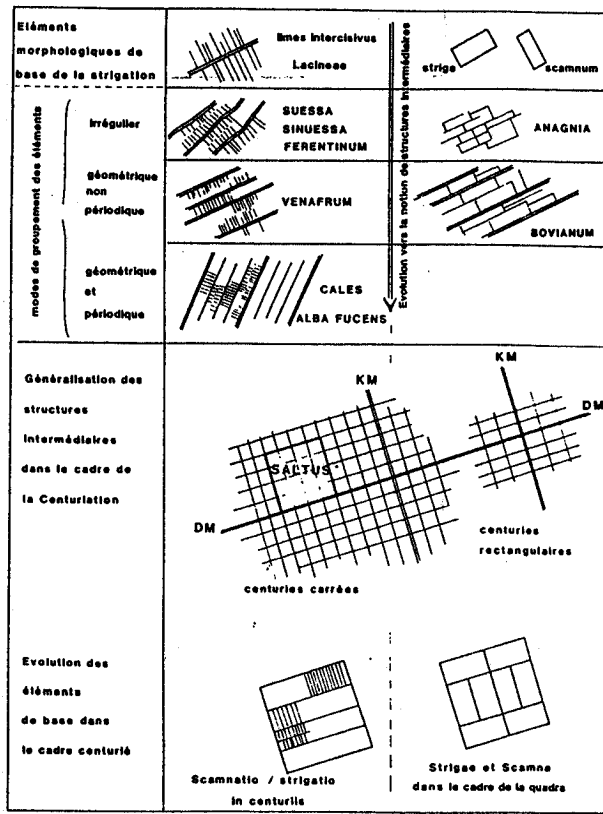 Eléments
morphologiques de
base de la strigation
limes intercisivus
Lacineae
strige
scamnum
modes de groupement des éléments
irrégulier
SUESSA
SINUESSA
FERENTINUM
ANAGNIA
géométrique
non
périodique
VENAFRUM
BOVIANUM
géométrique
et
périodique
CALES
ALBA FUCENS
Evolution vers la notion de structures intermédiaires
Généralisation des
structures
Intermédiaires
dans le cadre de
la Centuriation
KM
KM
DM
SALTUS
DM
centuries
rectangulaires
centuries carrées
Evolution des
éléments
de base dans
le cadre centurié
Scamnatio / strigatio
in centuriis
Strigae et Scamna
dans le cadre de la quadra